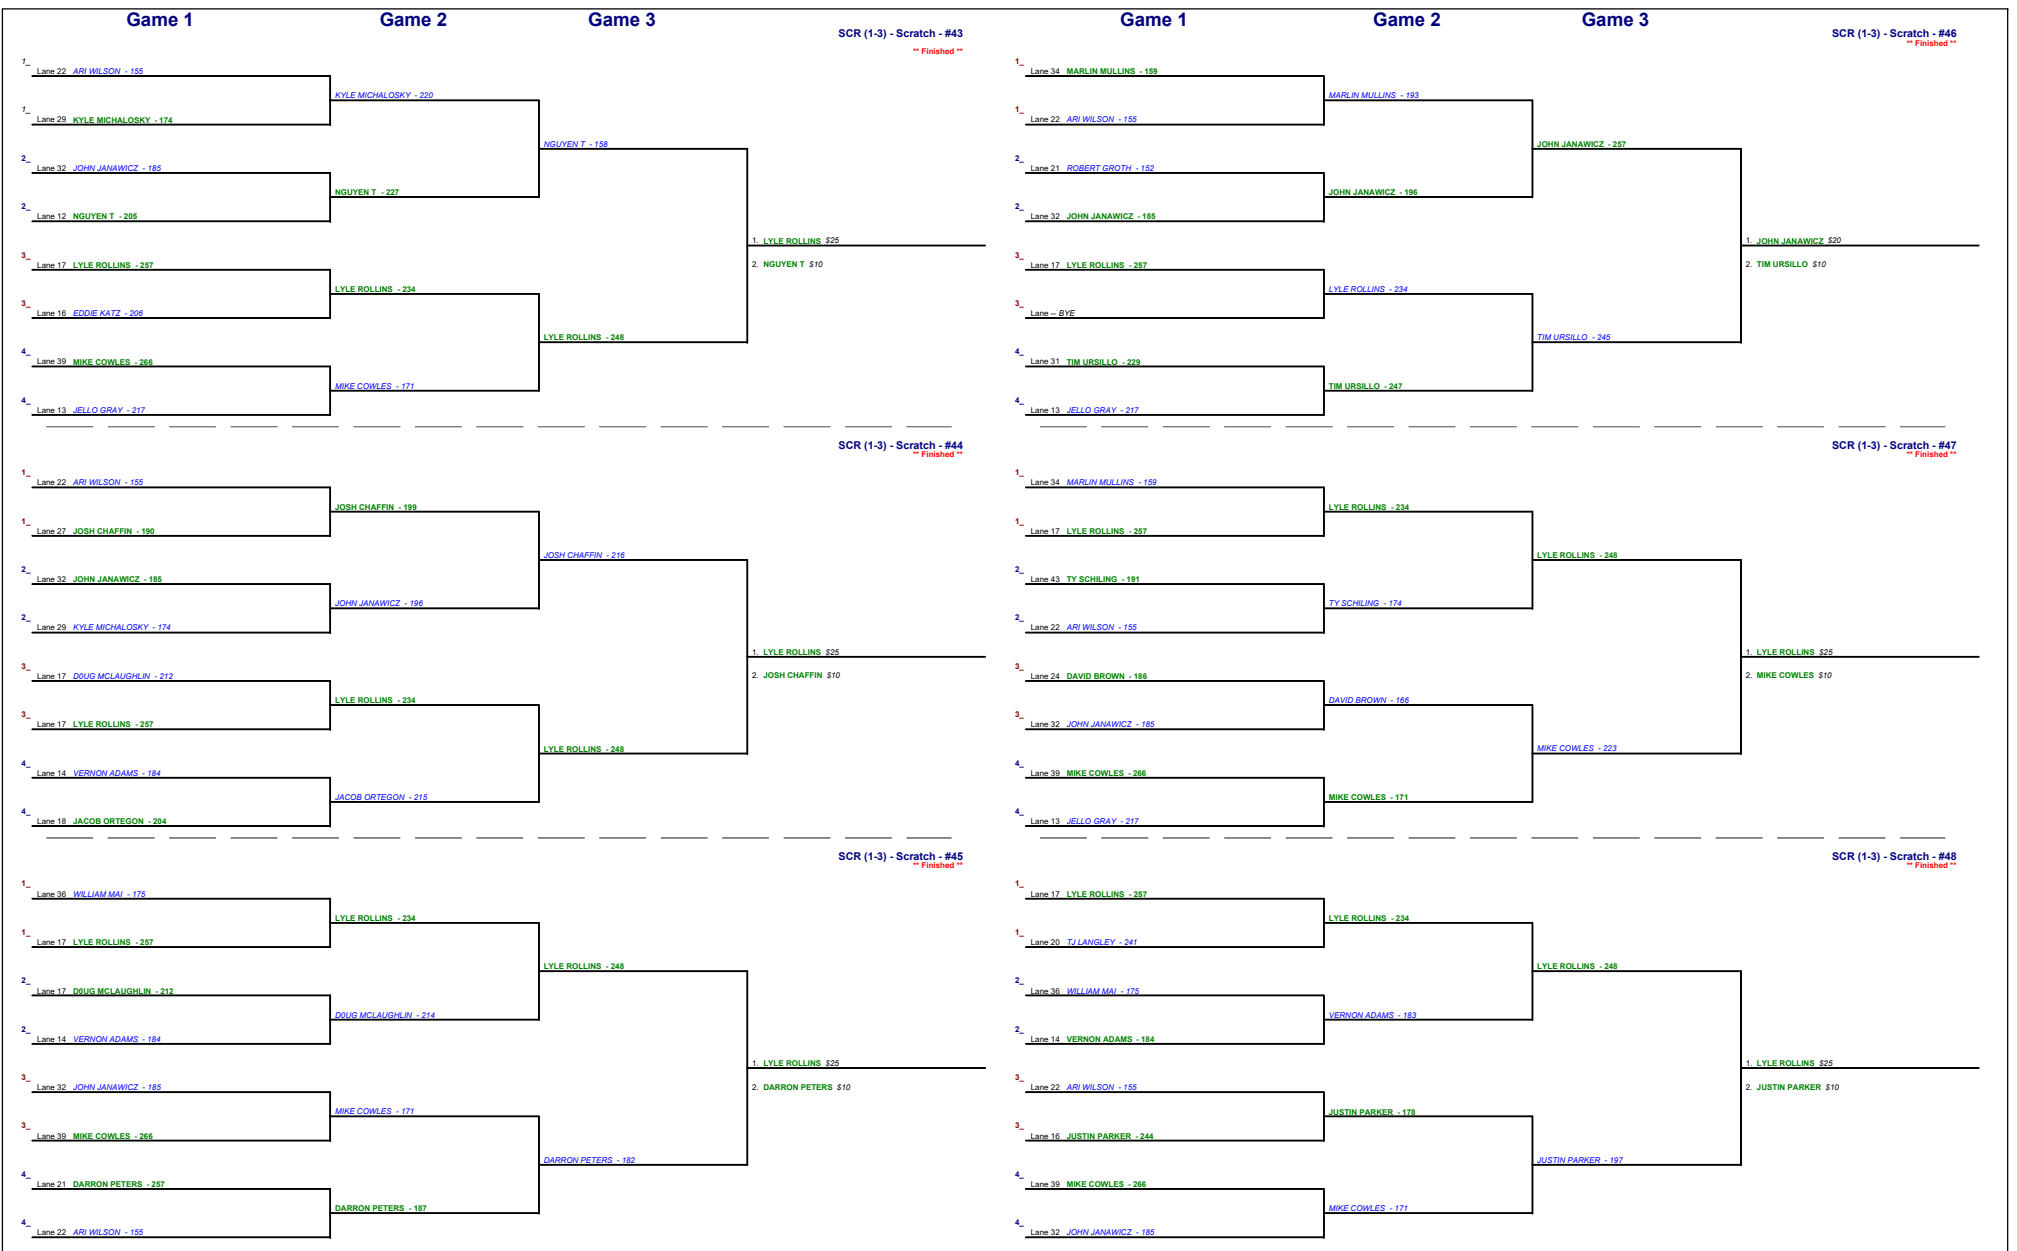 Game 1 Game 2 Game 3
SCR (1-3) - Scratch - #43
** Finished **
1_
Lane 22 ARI WILSON - 155
KYLE MICHALOSKY - 220
1_
Lane 29 KYLE MICHALOSKY - 174
NGUYEN T - 158
2_
Lane 32 JOHN JANAWICZ - 185
NGUYEN T - 227
2_
Lane 12 NGUYEN T - 205
1. LYLE ROLLINS $25
2. NGUYEN T $10
3_
Lane 17 LYLE ROLLINS - 257
LYLE ROLLINS - 234
3_
Lane 16 EDDIE KATZ - 206
LYLE ROLLINS - 248
4_
Lane 39 MIKE COWLES - 266
MIKE COWLES - 171
4_
Lane 13 JELLO GRAY - 217
SCR (1-3) - Scratch - #44
** Finished **
1_
Lane 22 ARI WILSON - 155
JOSH CHAFFIN - 199
1_
Lane 27 JOSH CHAFFIN - 190
JOSH CHAFFIN - 216
2_
Lane 32 JOHN JANAWICZ - 185
JOHN JANAWICZ - 196
2_
Lane 29 KYLE MICHALOSKY - 174
1. LYLE ROLLINS $25
2. JOSH CHAFFIN $10
3_
Lane 17 D0UG MCLAUGHLIN - 212
LYLE ROLLINS - 234
3_
Lane 17 LYLE ROLLINS - 257
LYLE ROLLINS - 248
4_
Lane 14 VERNON ADAMS - 184
JACOB ORTEGON - 215
4_
Lane 18 JACOB ORTEGON - 204
SCR (1-3) - Scratch - #45
** Finished **
1_
Lane 36 WILLIAM MAI - 175
LYLE ROLLINS - 234
1_
Lane 17 LYLE ROLLINS - 257
LYLE ROLLINS - 248
2_
Lane 17 D0UG MCLAUGHLIN - 212
D0UG MCLAUGHLIN - 214
2_
Lane 14 VERNON ADAMS - 184
1. LYLE ROLLINS $25
2. DARRON PETERS $10
3_
Lane 32 JOHN JANAWICZ - 185
MIKE COWLES - 171
3_
Lane 39 MIKE COWLES - 266
DARRON PETERS - 182
4_
Lane 21 DARRON PETERS - 257
DARRON PETERS - 187
4_
Lane 22 ARI WILSON - 155
Game 1 Game 2 Game 3
SCR (1-3) - Scratch - #46
** Finished **
1_
Lane 34 MARLIN MULLINS - 159
MARLIN MULLINS - 193
1_
Lane 22 ARI WILSON - 155
JOHN JANAWICZ - 257
2_
Lane 21 ROBERT GROTH - 152
JOHN JANAWICZ - 196
2_
Lane 32 JOHN JANAWICZ - 185
1. JOHN JANAWICZ $20
2. TIM URSILLO $10
3_
Lane 17 LYLE ROLLINS - 257
LYLE ROLLINS - 234
3_
Lane -- BYE
TIM URSILLO - 245
4_
Lane 31 TIM URSILLO - 229
TIM URSILLO - 247
4_
Lane 13 JELLO GRAY - 217
SCR (1-3) - Scratch - #47
** Finished **
1_
Lane 34 MARLIN MULLINS - 159
LYLE ROLLINS - 234
1_
Lane 17 LYLE ROLLINS - 257
LYLE ROLLINS - 248
2_
Lane 43 TY SCHILING - 191
TY SCHILING - 174
2_
Lane 22 ARI WILSON - 155
1. LYLE ROLLINS $25
2. MIKE COWLES $10
3_
Lane 24 DAVID BROWN - 186
DAVID BROWN - 166
3_
Lane 32 JOHN JANAWICZ - 185
MIKE COWLES - 223
4_
Lane 39 MIKE COWLES - 266
MIKE COWLES - 171
4_
Lane 13 JELLO GRAY - 217
SCR (1-3) - Scratch - #48
** Finished **
1_
Lane 17 LYLE ROLLINS - 257
LYLE ROLLINS - 234
1_
Lane 20 TJ LANGLEY - 241
LYLE ROLLINS - 248
2_
Lane 36 WILLIAM MAI - 175
VERNON ADAMS - 183
2_
Lane 14 VERNON ADAMS - 184
1. LYLE ROLLINS $25
2. JUSTIN PARKER $10
3_
Lane 22 ARI WILSON - 155
JUSTIN PARKER - 178
3_
Lane 16 JUSTIN PARKER - 244
JUSTIN PARKER - 197
4_
Lane 39 MIKE COWLES - 266
MIKE COWLES - 171
4_
Lane 32 JOHN JANAWICZ - 185